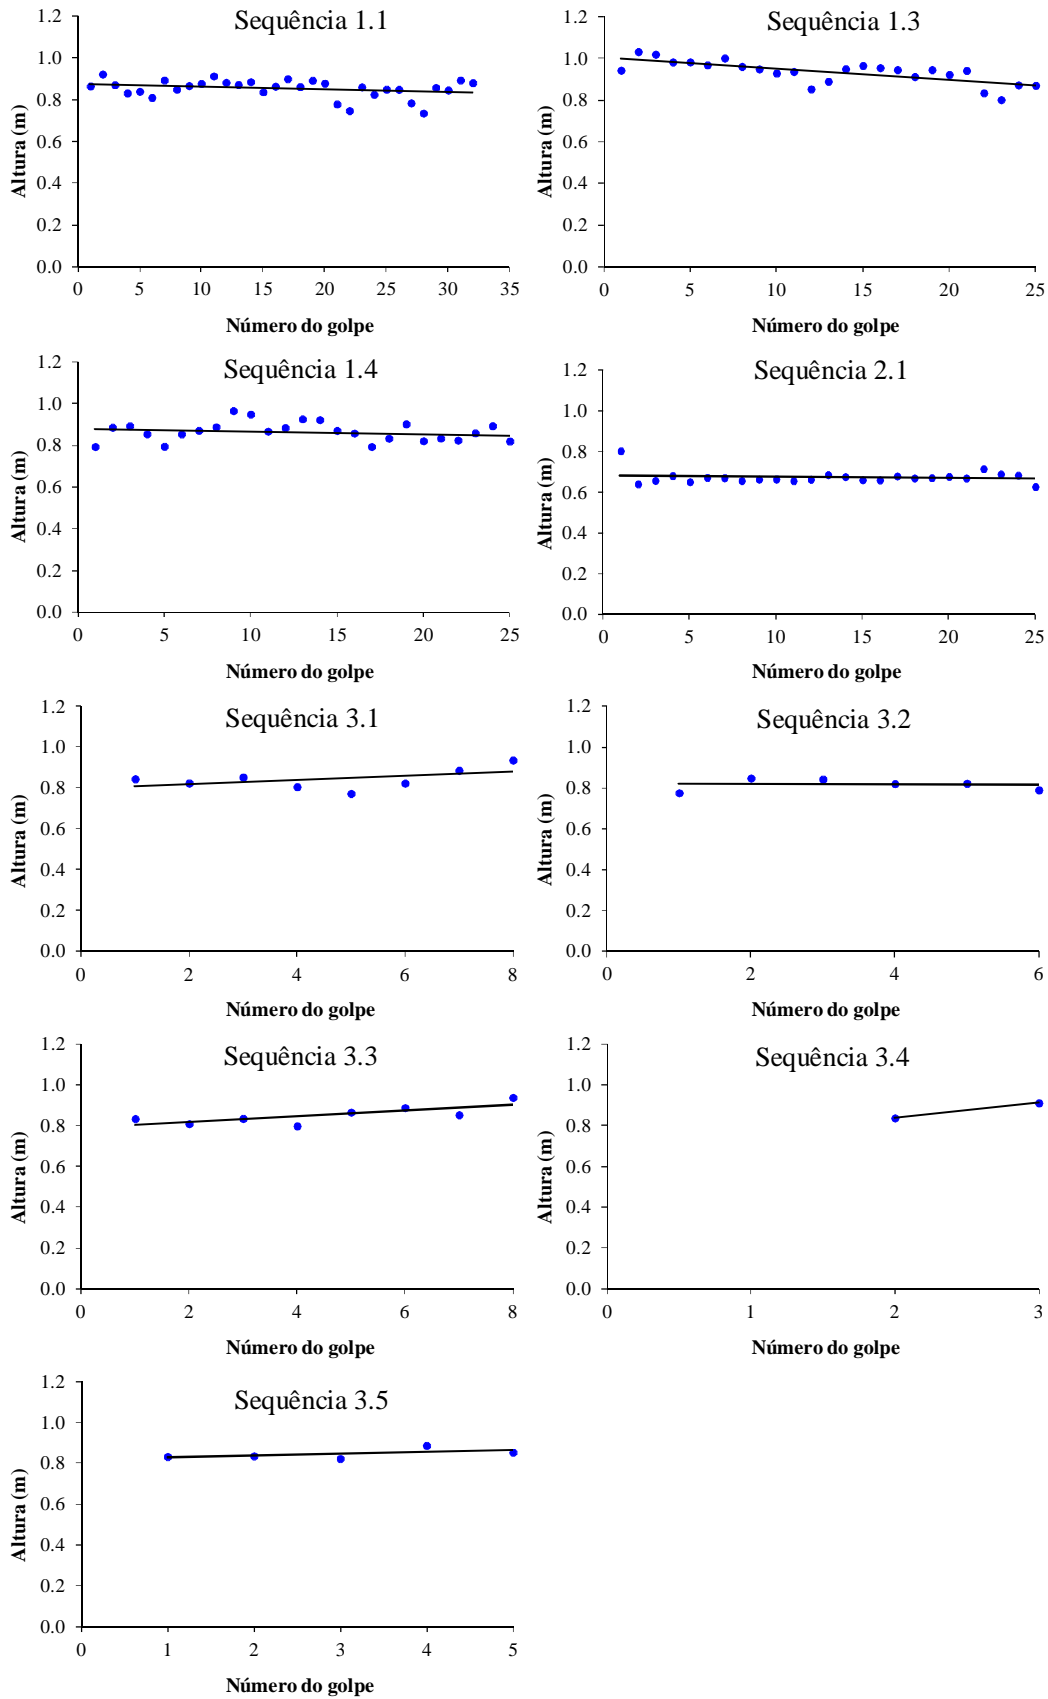 Sequência 1.1
1.2
1.0
0.8
0.6
0.4
0.2
0.0
Altura (m)
0 5 10 15 20 25 30 35
Número do golpe
Sequência 1.3
1.2
1.0
0.8
0.6
0.4
0.2
0.0
Altura (m)
0 5 10 15 20 25
Número do golpe
Sequência 1.4
1.2
1.0
0.8
0.6
0.4
0.2
0.0
Altura (m)
0 5 10 15 20 25
Número do golpe
Sequência 2.1
1.2
1.0
0.8
0.6
0.4
0.2
0.0
Altura (m)
0 5 10 15 20 25
Número do golpe
Sequência 3.1
1.2
1.0
0.8
0.6
0.4
0.2
0.0
Altura (m)
0 2 4 6 8
Número do golpe
Sequência 3.2
1.2
1.0
0.8
0.6
0.4
0.2
0.0
Altura (m)
0 2 4 6
Número do golpe
Sequência 3.3
1.2
1.0
0.8
0.6
0.4
0.2
0.0
Altura (m)
0 2 4 6 8
Número do golpe
Sequência 3.4
1.2
1.0
0.8
0.6
0.4
0.2
0.0
Altura (m)
0 1 2 3
Número do golpe
Sequência 3.5
1.2
1.0
0.8
0.6
0.4
0.2
0.0
Altura (m)
0 1 2 3 4 5
Número do golpe